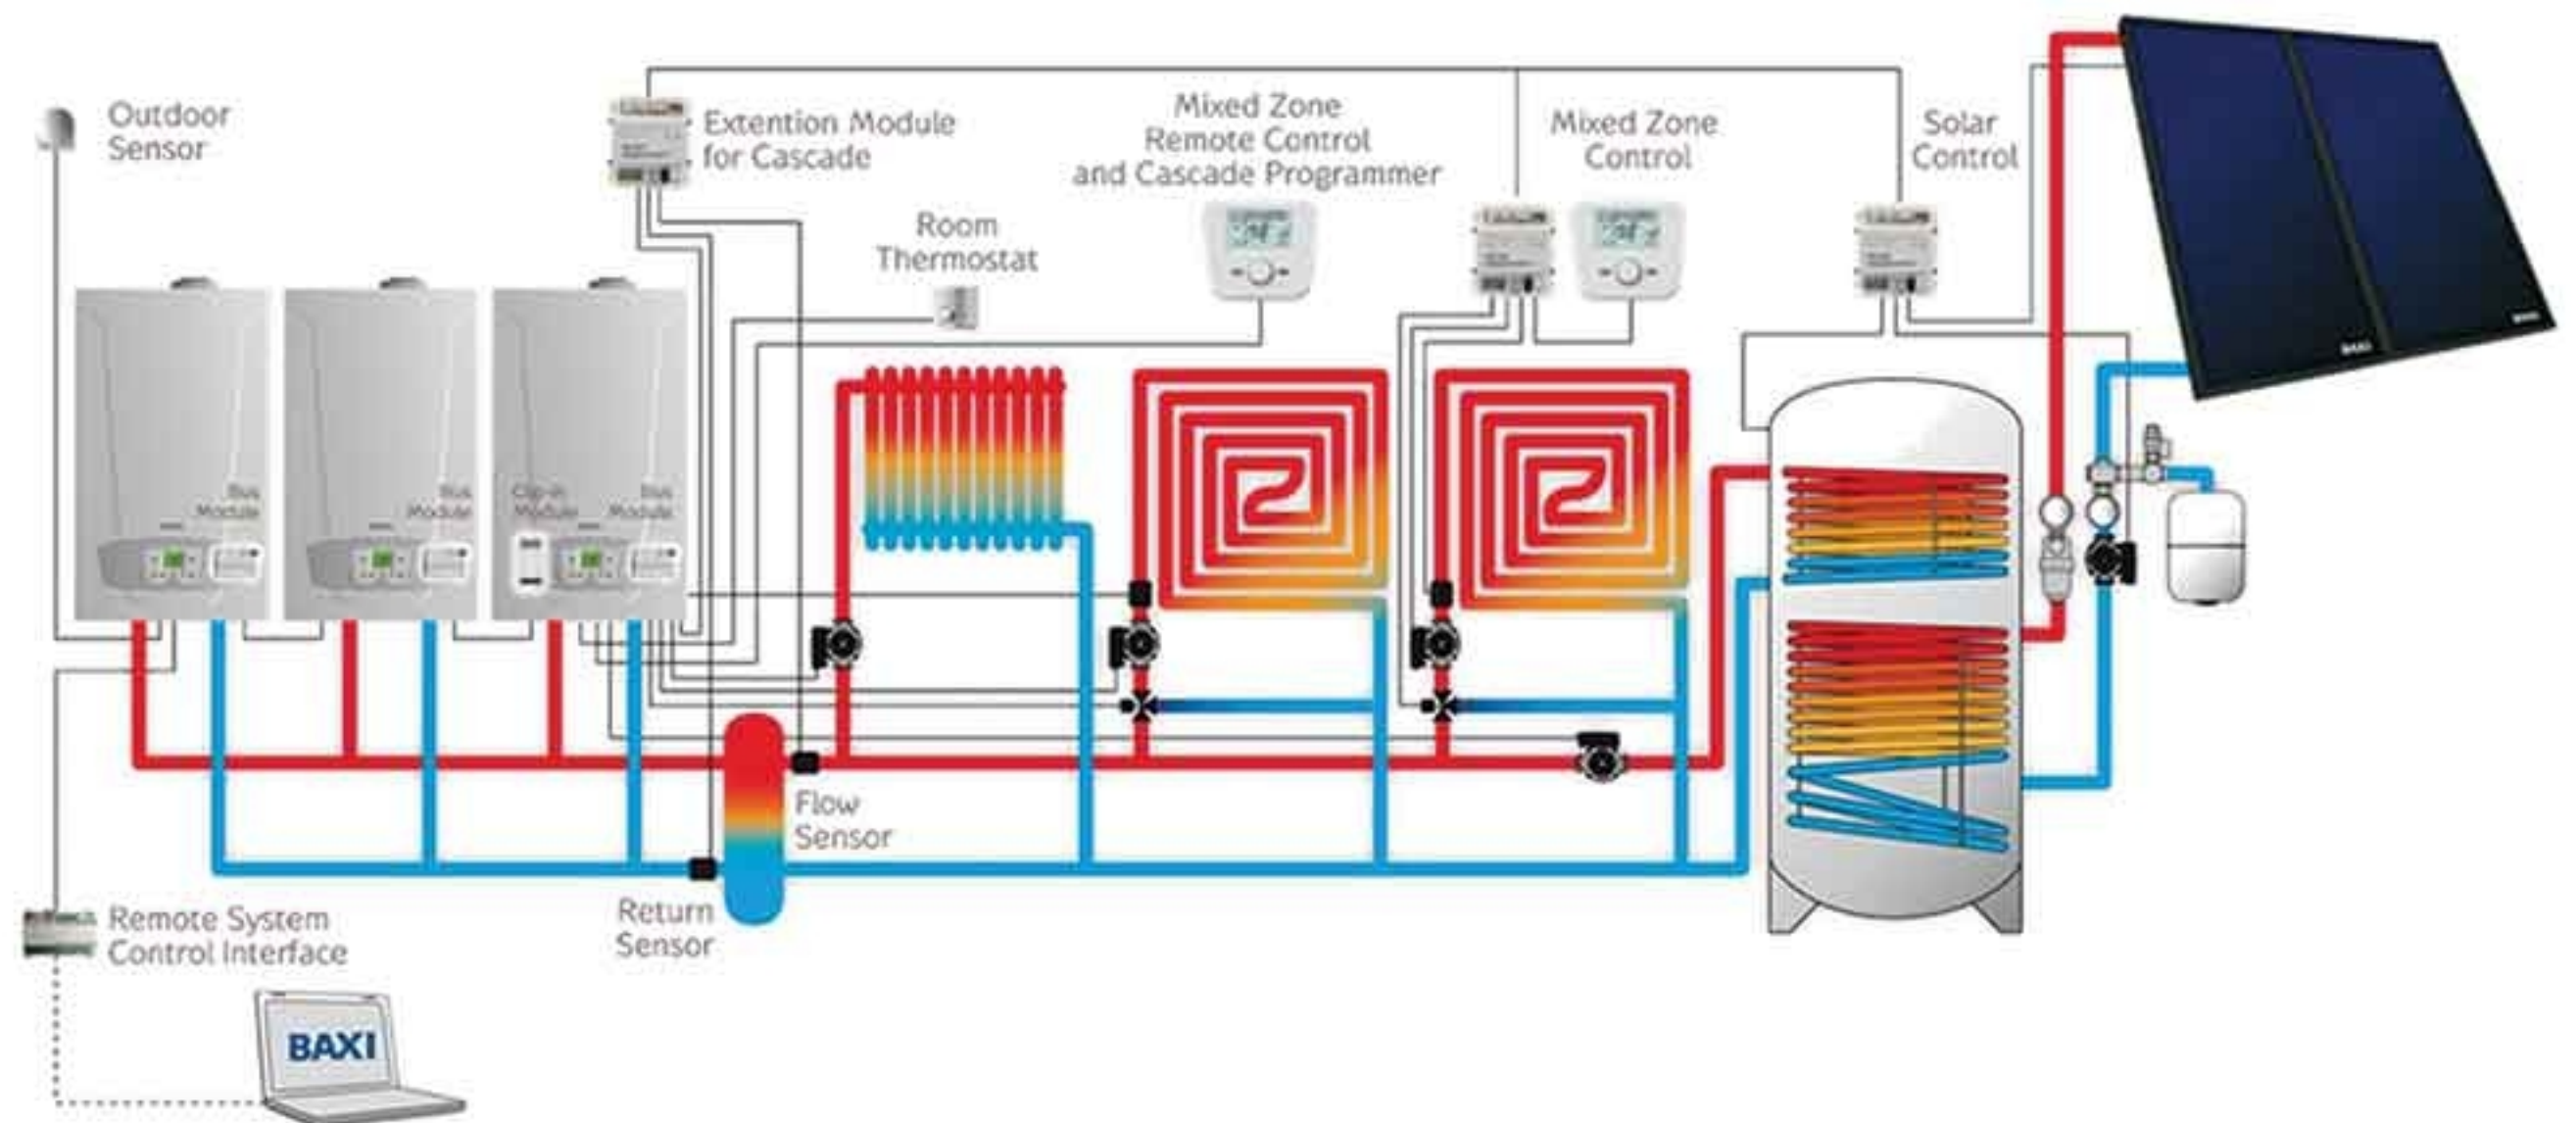 Outdoor
Sensor
Extention Module
for Cascade
Mixed Zone
Remote Control
and Cascade Programmer
Mixed Zone
Control
Solar
Control
Room
Thermostat
Bus
Module
Bus
Module
Clip-in
Module
Bus
Module
Flow
Sensor
Return
Sensor
Remote System
Control Interface
BAXI
BAXI